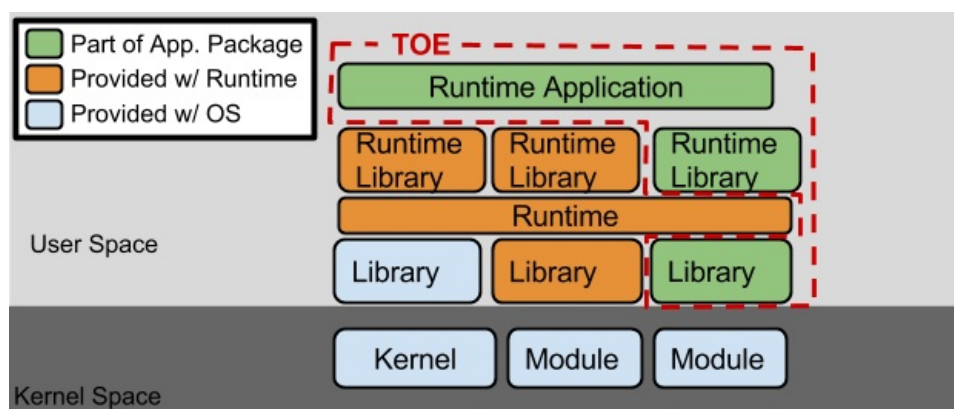 Part of App. Package
Provided w/ Runtime
Provided w/ OS
TOE
Runtime Application
Runtime
Library
Runtime
Library
Runtime
Library
Runtime
User Space
Library
Library
Library
Kernel
Module
Module
Kernel Space